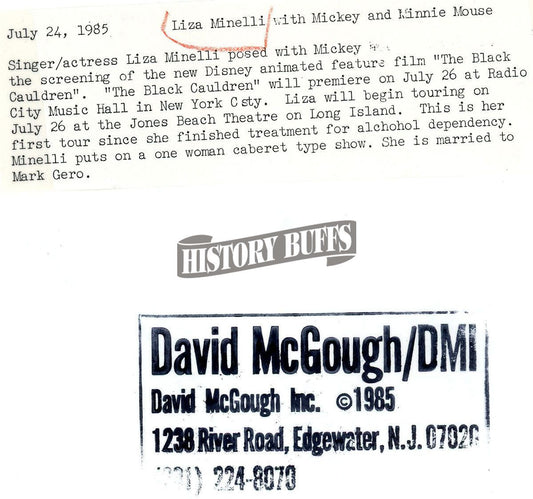 July 24, 1985
Liza Minelli with Mickey and Minnie Mouse
Singer/actress Liza Minelli posed with Mickey
the screening of the new Disney animated feature film "The Black
Cauldren". "The Black Cauldren" will premiere on July 26 at Radio
City Music Hall in New York Csty. Liza will begin touring on
July 26 at the Jones Beach Theatre on Long Island. This is her
first tour since she finished treatment for alchohol dependency.
Minelli puts on a one woman caberet type show. She is married to
Mark Gero.
HISTORY BUFFS
David McGough/DMI
David McGough Inc. ©1985
1238 River Road, Edgewater, N.J. 07020
224-8070